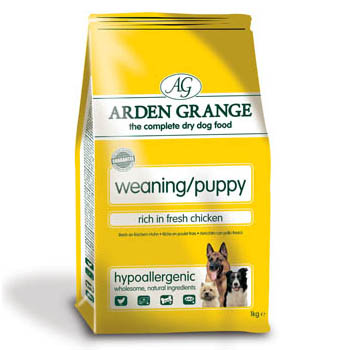 AG
ARDEN GRANGE
the complete dry dog food
GUARANTEE
weaning/puppy
rich in fresh chicken
hypoallergenic
wholesome, natural ingredients
1kg e